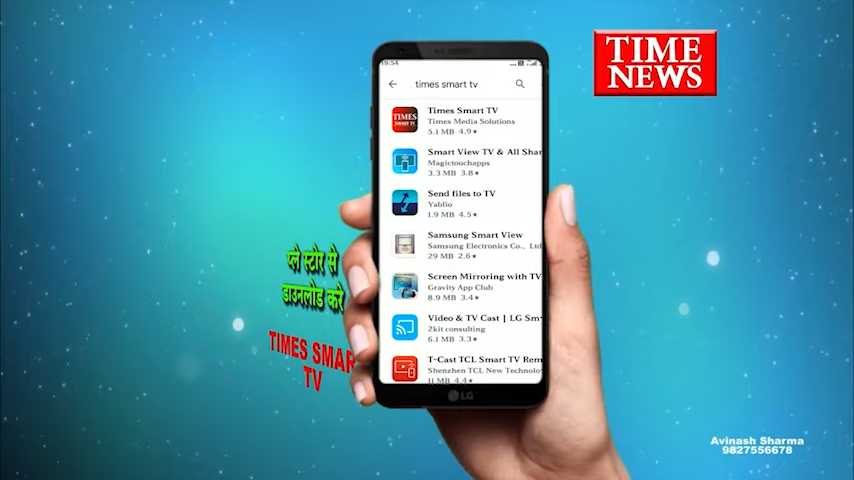 TIME
NEWS
19:54
times smart tv
TIMES
SMART TV
Times Smart TV
Times Media Solutions
5.1 MB 4.9★
Smart View TV & All Shar
Magictouchapps
3.3 MB 3.8★
Send files to TV
Yablio
1.9 MB 4.5★
Samsung Smart View
Samsung Electronics Co., Ltd
29 MB 2.6★
Screen Mirroring with TV
Gravity App Club
8.9 MB 3.4★
Video & TV Cast | LG Sm
2kit consulting
6.1 MB 3.3★
T-Cast TCL Smart TV Rem
Shenzhen TCL New Technolo
11 MB 4.4★
LG
प्ले स्टोर से
डाउनलोड करे
TIMES SMAR
TV
Avinash Sharma
9827556678